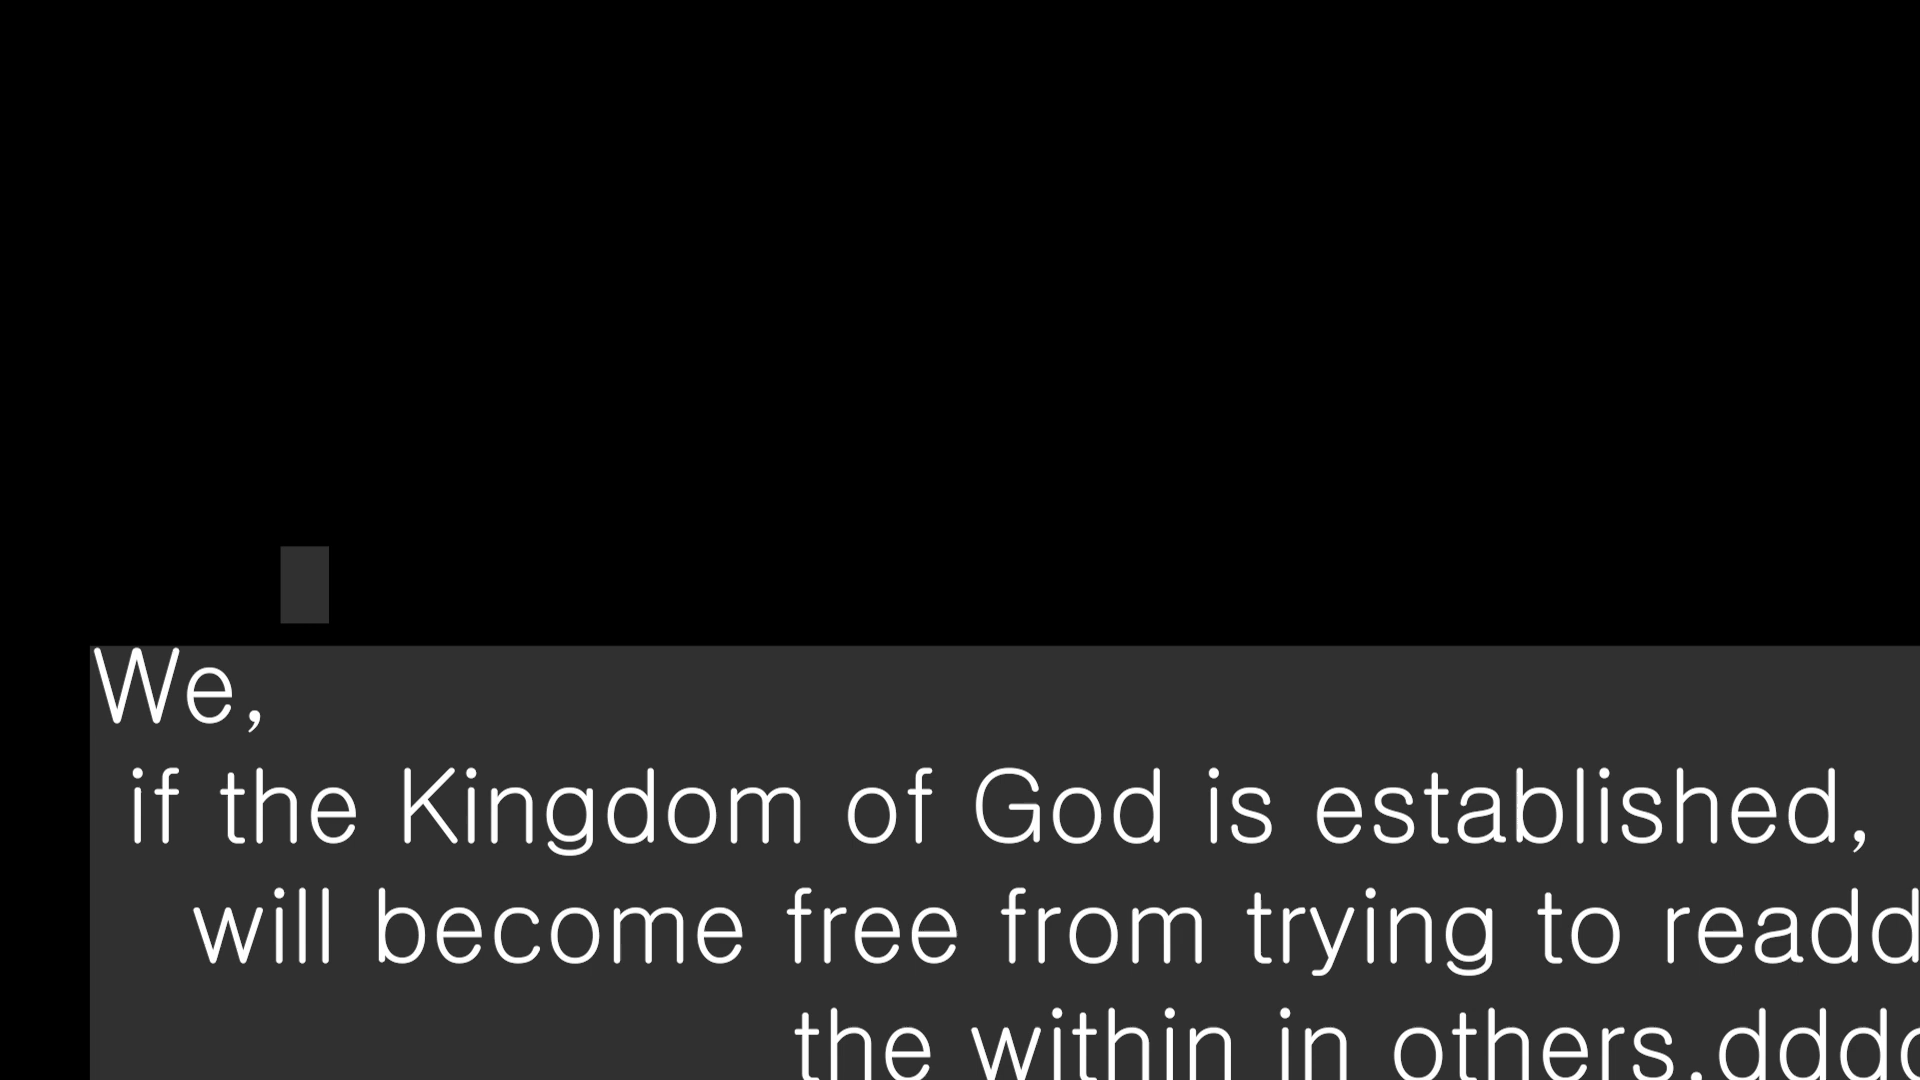 We,
if the Kingdom of God is established,
will become free from trying to readd
the within in others.ddd